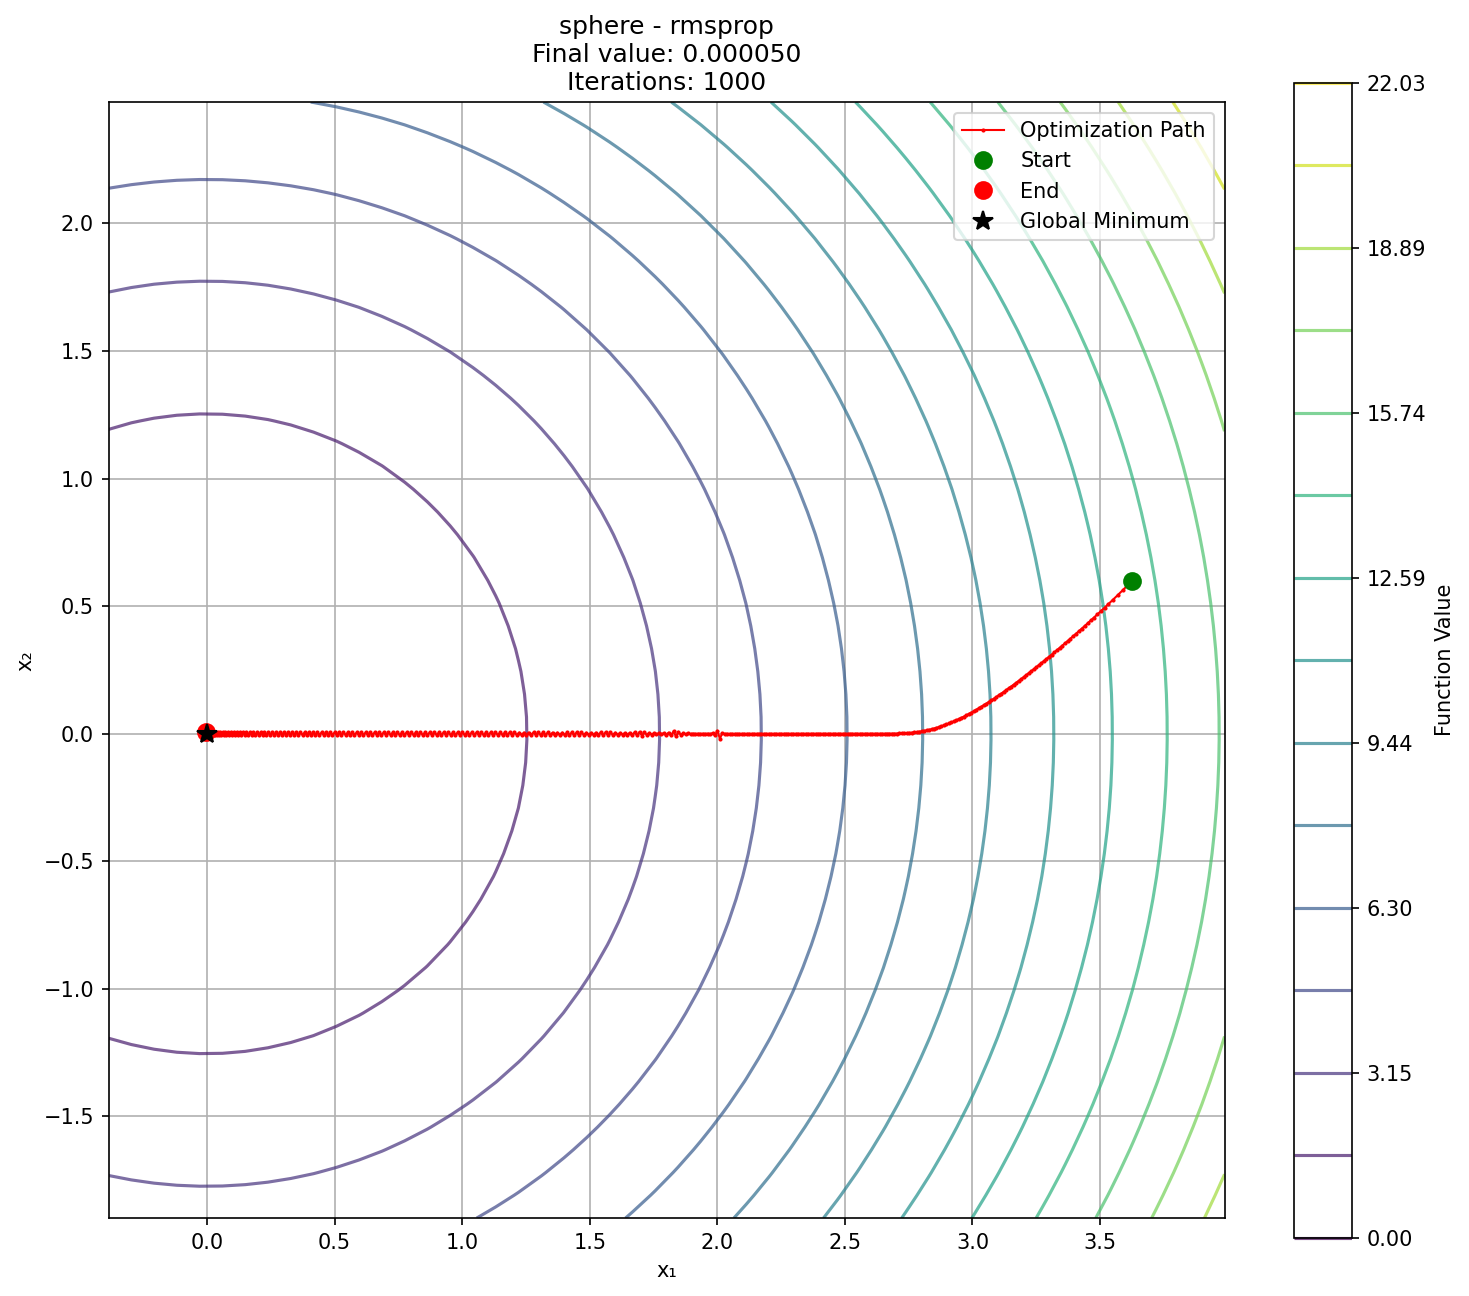 sphere - rmsprop
Final value: 0.000050
Iterations: 1000
Optimization Path
Start
End
Global Minimum
2.0
1.5
1.0
0.5
0.0
−0.5
−1.0
−1.5
x₂
0.0
0.5
1.0
1.5
2.0
2.5
3.0
3.5
x₁
22.03
18.89
15.74
12.59
9.44
6.30
3.15
0.00
Function Value